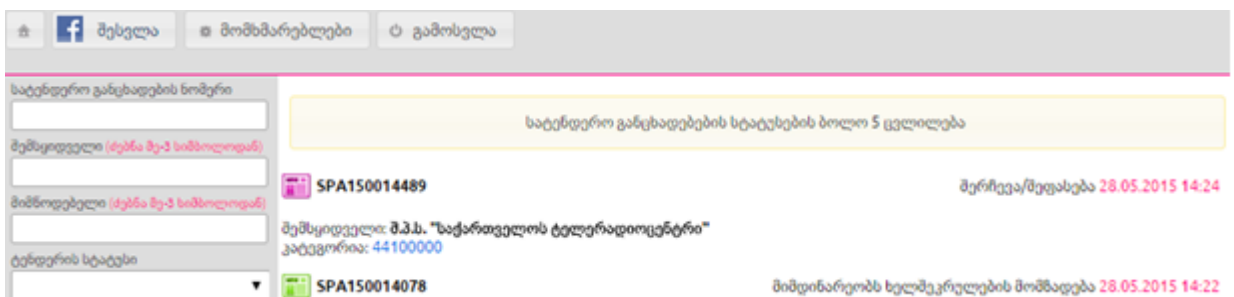 შესვლა
მომხმარებლები
გამოსვლა
სატენდერო განცხადების ნომერი
შემსყიდველი (ძებნა მე-3 სიმბოლოდან)
მიმწოდებელი (ძებნა მე-3 სიმბოლოდან)
ტენდერის სტატუსი
სატენდერო განცხადებების სტატუსების ბოლო 5 ცვლილება
SPA150014489 შერჩევა/შეფასება 28.05.2015 14:24
შემსყიდველი: შ.პ.ს. "საქართველოს ტელერადიოცენტრი"
კატეგორია: 44100000
SPA150014078 მიმდინარეობს ხელშეკრულების მომზადება 28.05.2015 14:22